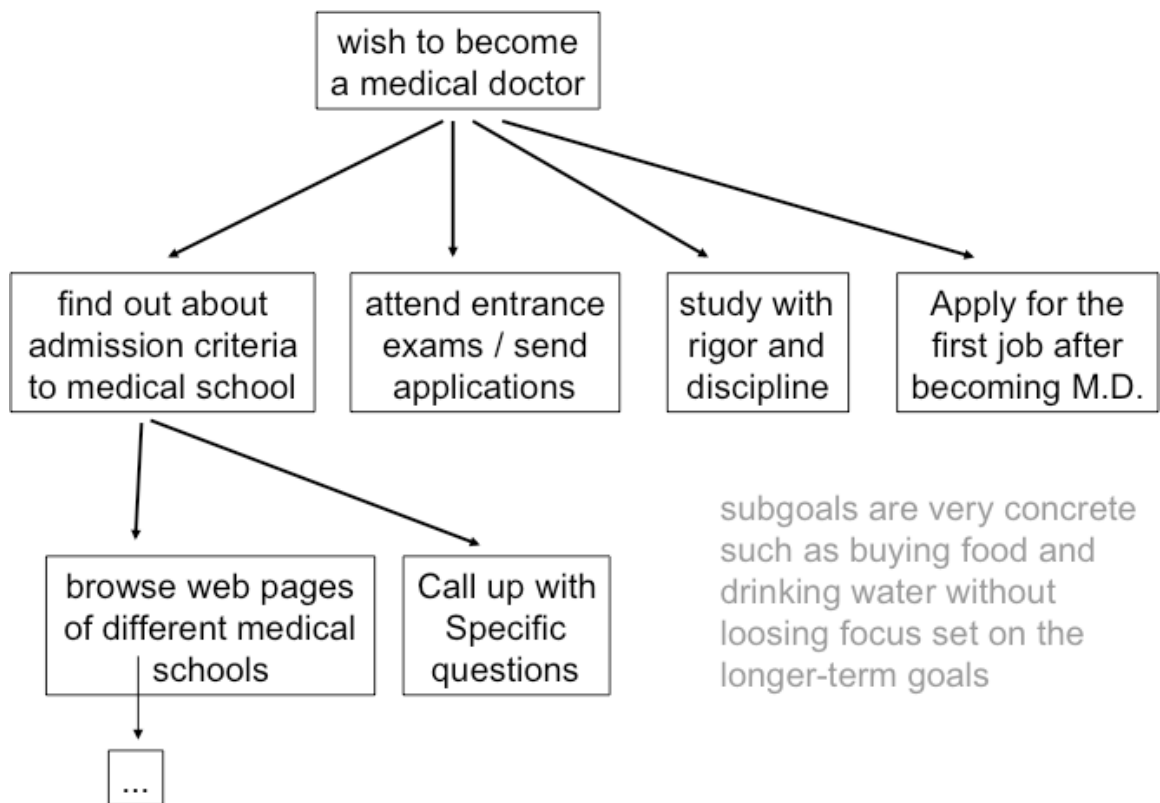 wish to become
a medical doctor
find out about
admission criteria
to medical school
attend entrance
exams / send
applications
study with
rigor and
discipline
Apply for the
first job after
becoming M.D.
browse web pages
of different medical
schools
Call up with
Specific
questions
subgoals are very concrete
such as buying food and
drinking water without
loosing focus set on the
longer-term goals
...